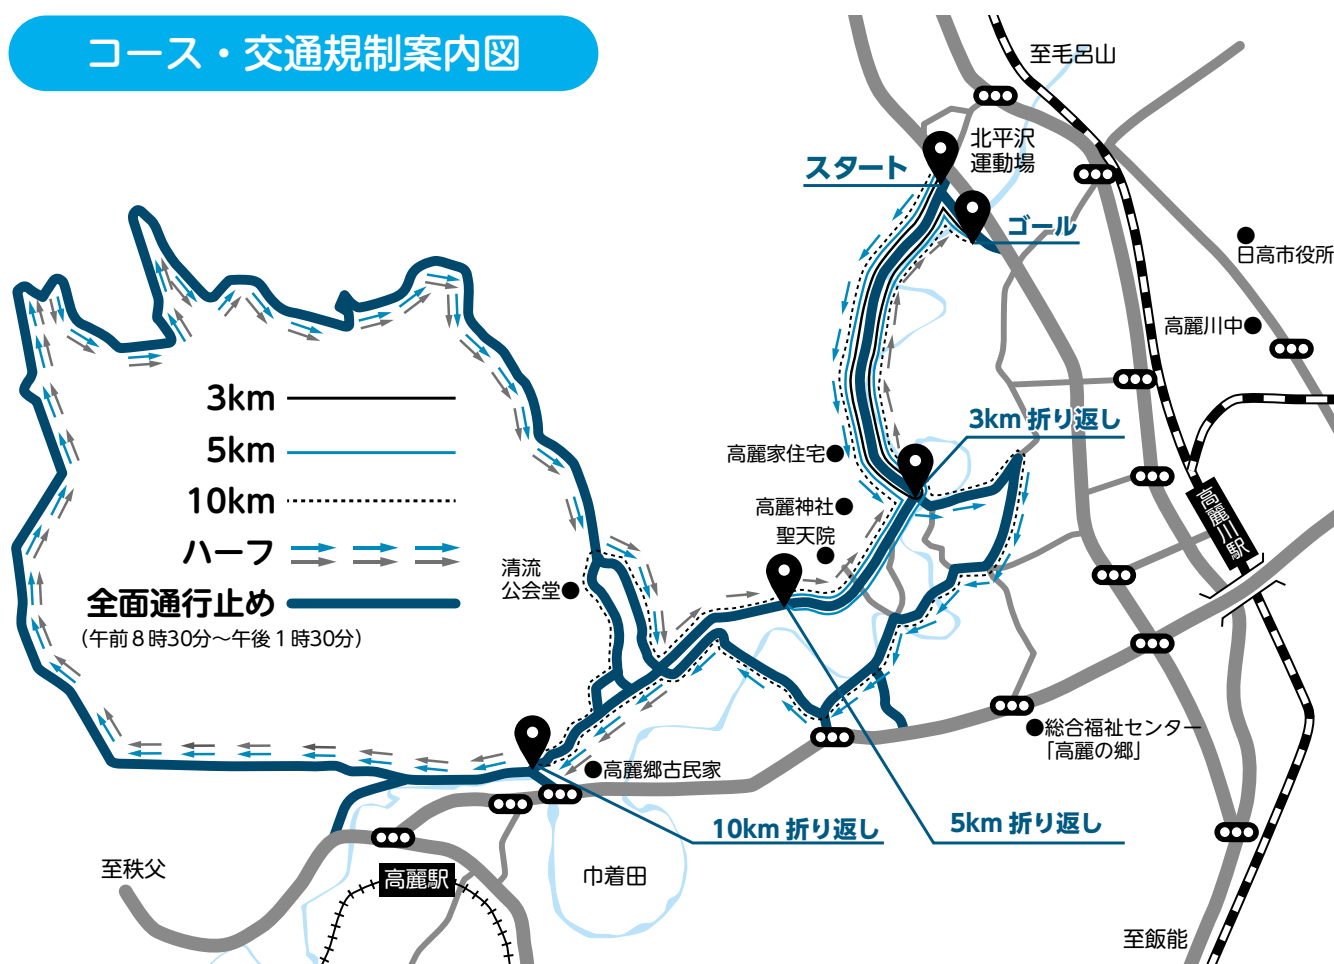 コース・交通規制案内図
至毛呂山
北平沢
運動場
スタート
ゴール
日高市役所
高麗川中
3km
5km
10km
ハーフ
全面通行止め
（午前8時30分～午後1時30分）
3km 折り返し
高麗家住宅
高麗神社
聖天院
高麗川駅
清流
公会堂
総合福祉センター
「高麗の郷」
高麗郷古民家
10km 折り返し
5km 折り返し
至秩父
高麗駅
巾着田
至飯能